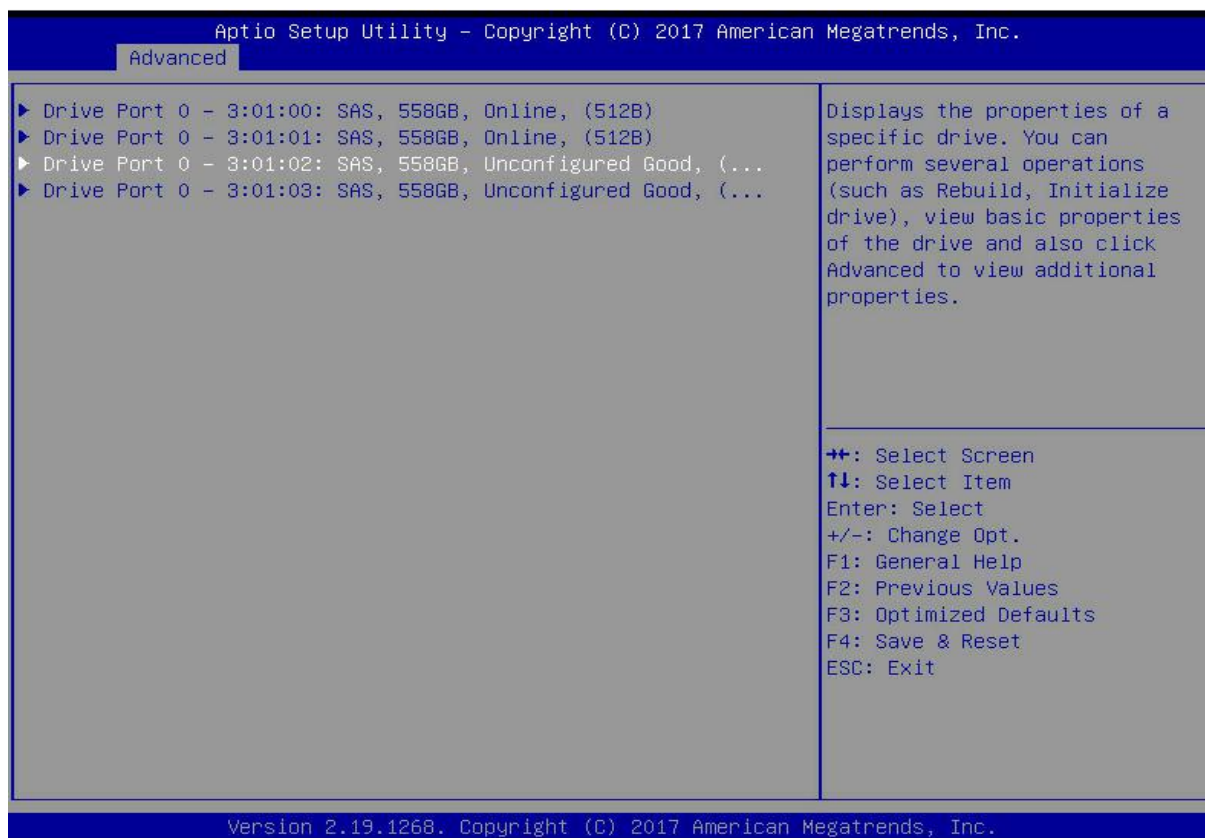 Aptio Setup Utility – Copyright (C) 2017 American Megatrends, Inc.
Advanced
▶ Drive Port 0 – 3:01:00: SAS, 558GB, Online, (512B)
▶ Drive Port 0 – 3:01:01: SAS, 558GB, Online, (512B)
▶ Drive Port 0 – 3:01:02: SAS, 558GB, Unconfigured Good, (...
▶ Drive Port 0 – 3:01:03: SAS, 558GB, Unconfigured Good, (...
Displays the properties of a
specific drive. You can
perform several operations
(such as Rebuild, Initialize
drive), view basic properties
of the drive and also click
Advanced to view additional
properties.
→←: Select Screen
↑↓: Select Item
Enter: Select
+/-: Change Opt.
F1: General Help
F2: Previous Values
F3: Optimized Defaults
F4: Save & Reset
ESC: Exit
Version 2.19.1268. Copyright (C) 2017 American Megatrends, Inc.